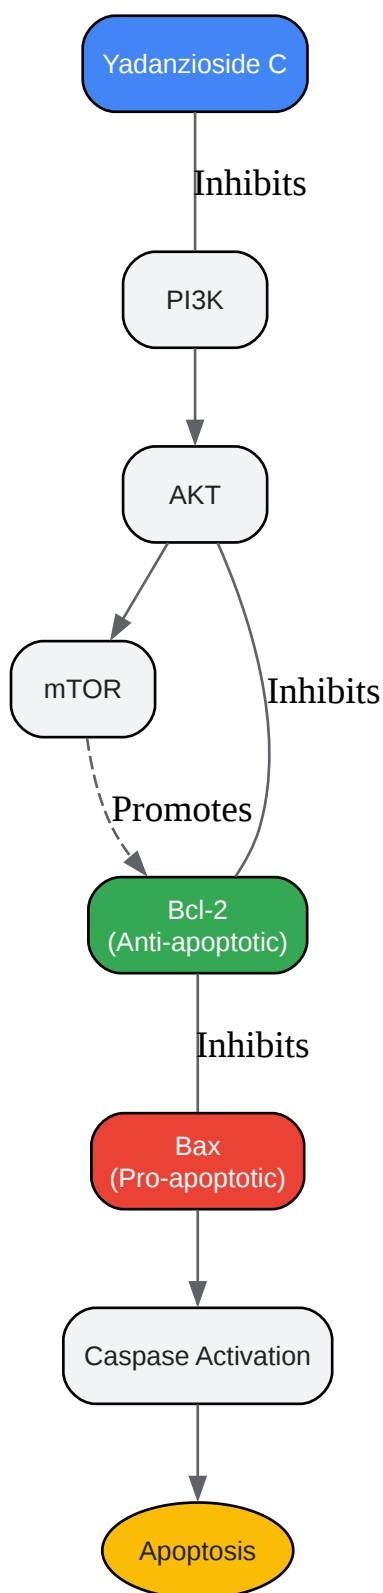 Yadanzioside C
Inhibits
PI3K
AKT
mTOR
Inhibits
Promotes
Bcl-2
(Anti-apoptotic)
Inhibits
Bax
(Pro-apoptotic)
Caspase Activation
Apoptosis